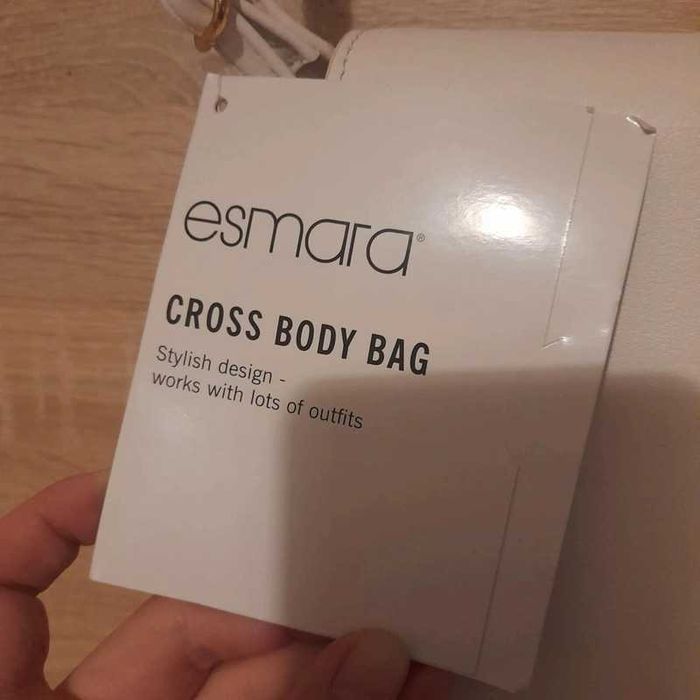 esmara®
CROSS BODY BAG
Stylish design -
works with lots of outfits